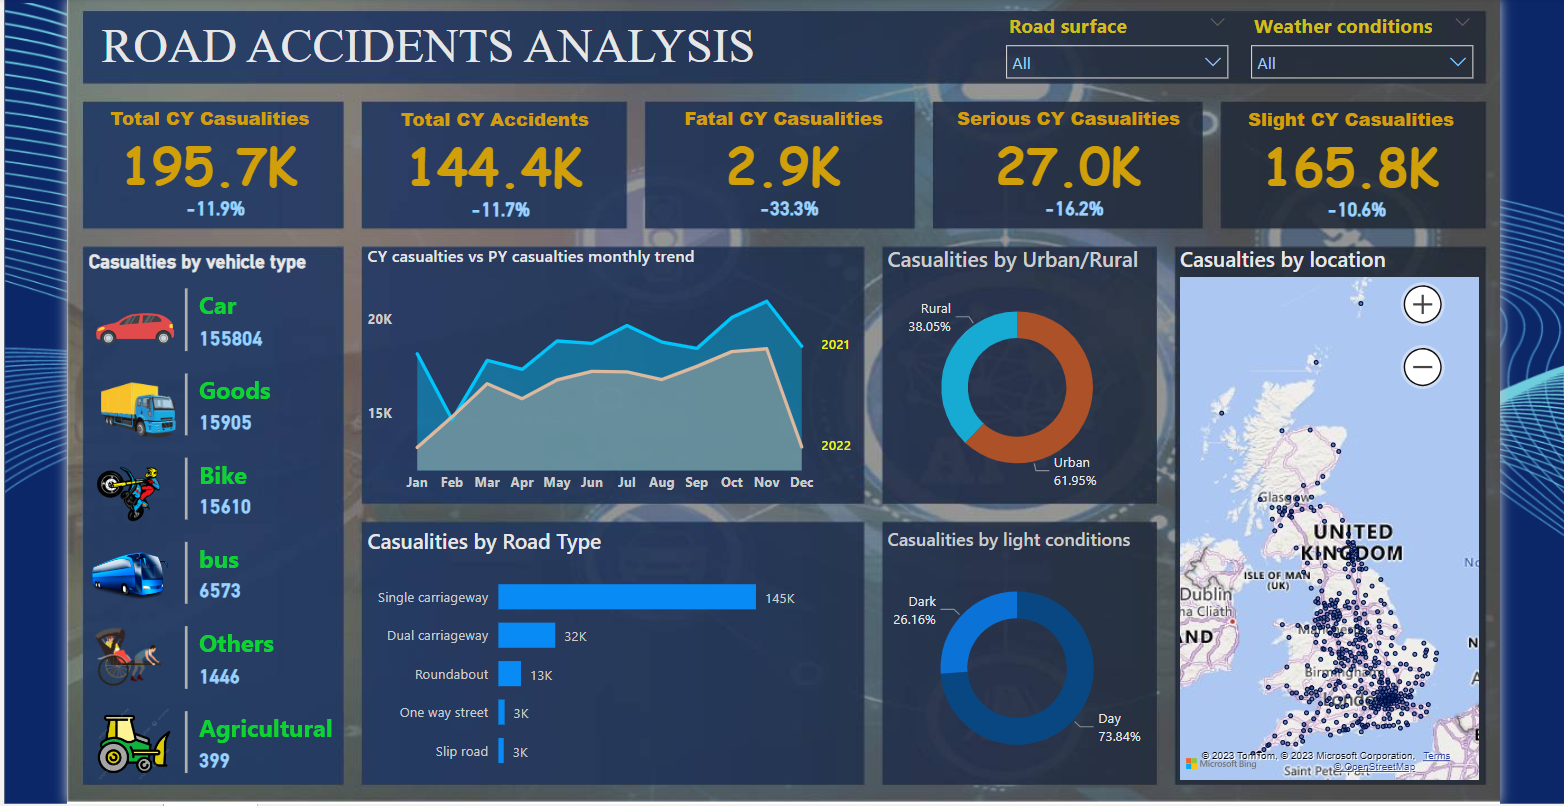 ROAD ACCIDENTS ANALYSIS
Road surface
All
Weather conditions
All
Total CY Casualities
195.7K
-11.9%
Total CY Accidents
144.4K
-11.7%
Fatal CY Casualities
2.9K
-33.3%
Serious CY Casualities
27.0K
-16.2%
Slight CY Casualities
165.8K
-10.6%
Casualties by vehicle type
Car
155804
Goods
15905
Bike
15610
bus
6573
Others
1446
Agricultural
399
CY casualties vs PY casualties monthly trend
20K
15K
2021
2022
Jan Feb Mar Apr May Jun Jul Aug Sep Oct Nov Dec
Casualities by Road Type
Single carriageway 145K
Dual carriageway 32K
Roundabout 13K
One way street 3K
Slip road 3K
Casualities by Urban/Rural
Rural
38.05%
Urban
61.95%
Casualities by light conditions
Dark
26.16%
Day
73.84%
Casualties by location
Glasgow
UNITED
KINGDOM
ISLE OF MAN
(UK)
Dublin
na Cliath
AND
Manchester
Birmingham
London
© 2023 TomTom, © 2023 Microsoft Corporation, Terms
© OpenStreetMap
Microsoft Bing
Saint Peter Port